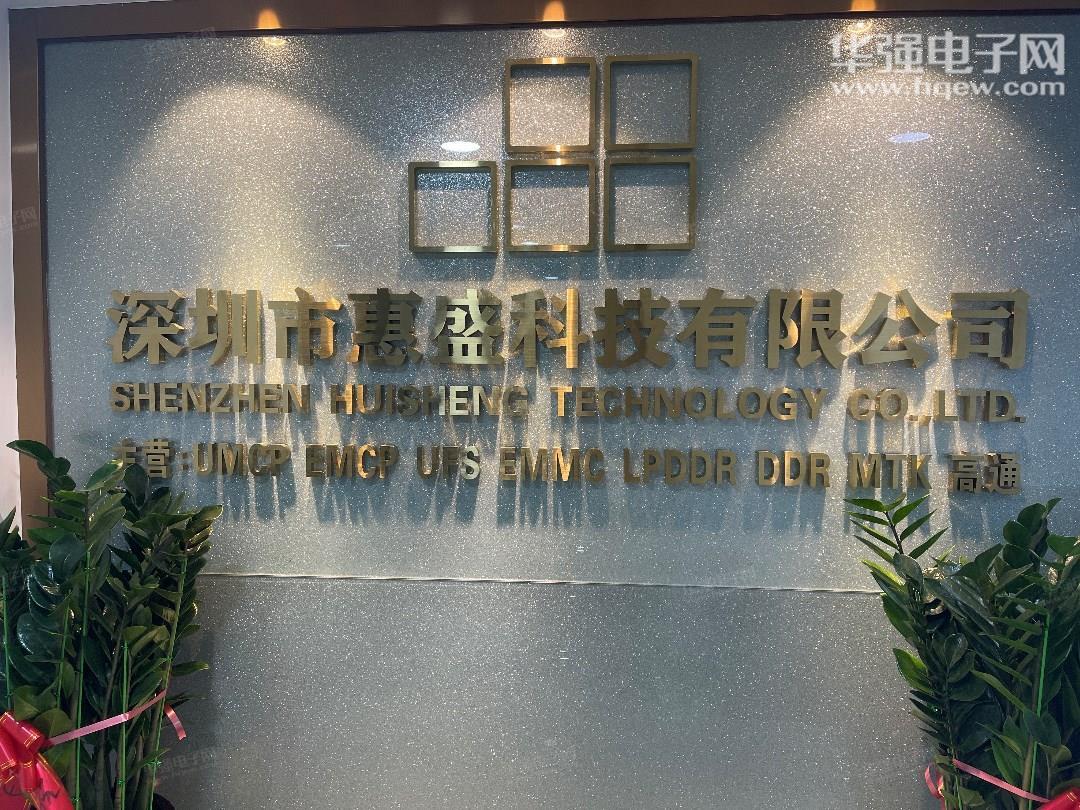 华强电子网
www.hqew.com
深圳市惠盛科技有限公司
SHENZHEN HUISHENG TECHNOLOGY CO.,LTD.
主营:UMCP EMCP UFS EMMC LPDDR DDR MTK 高通